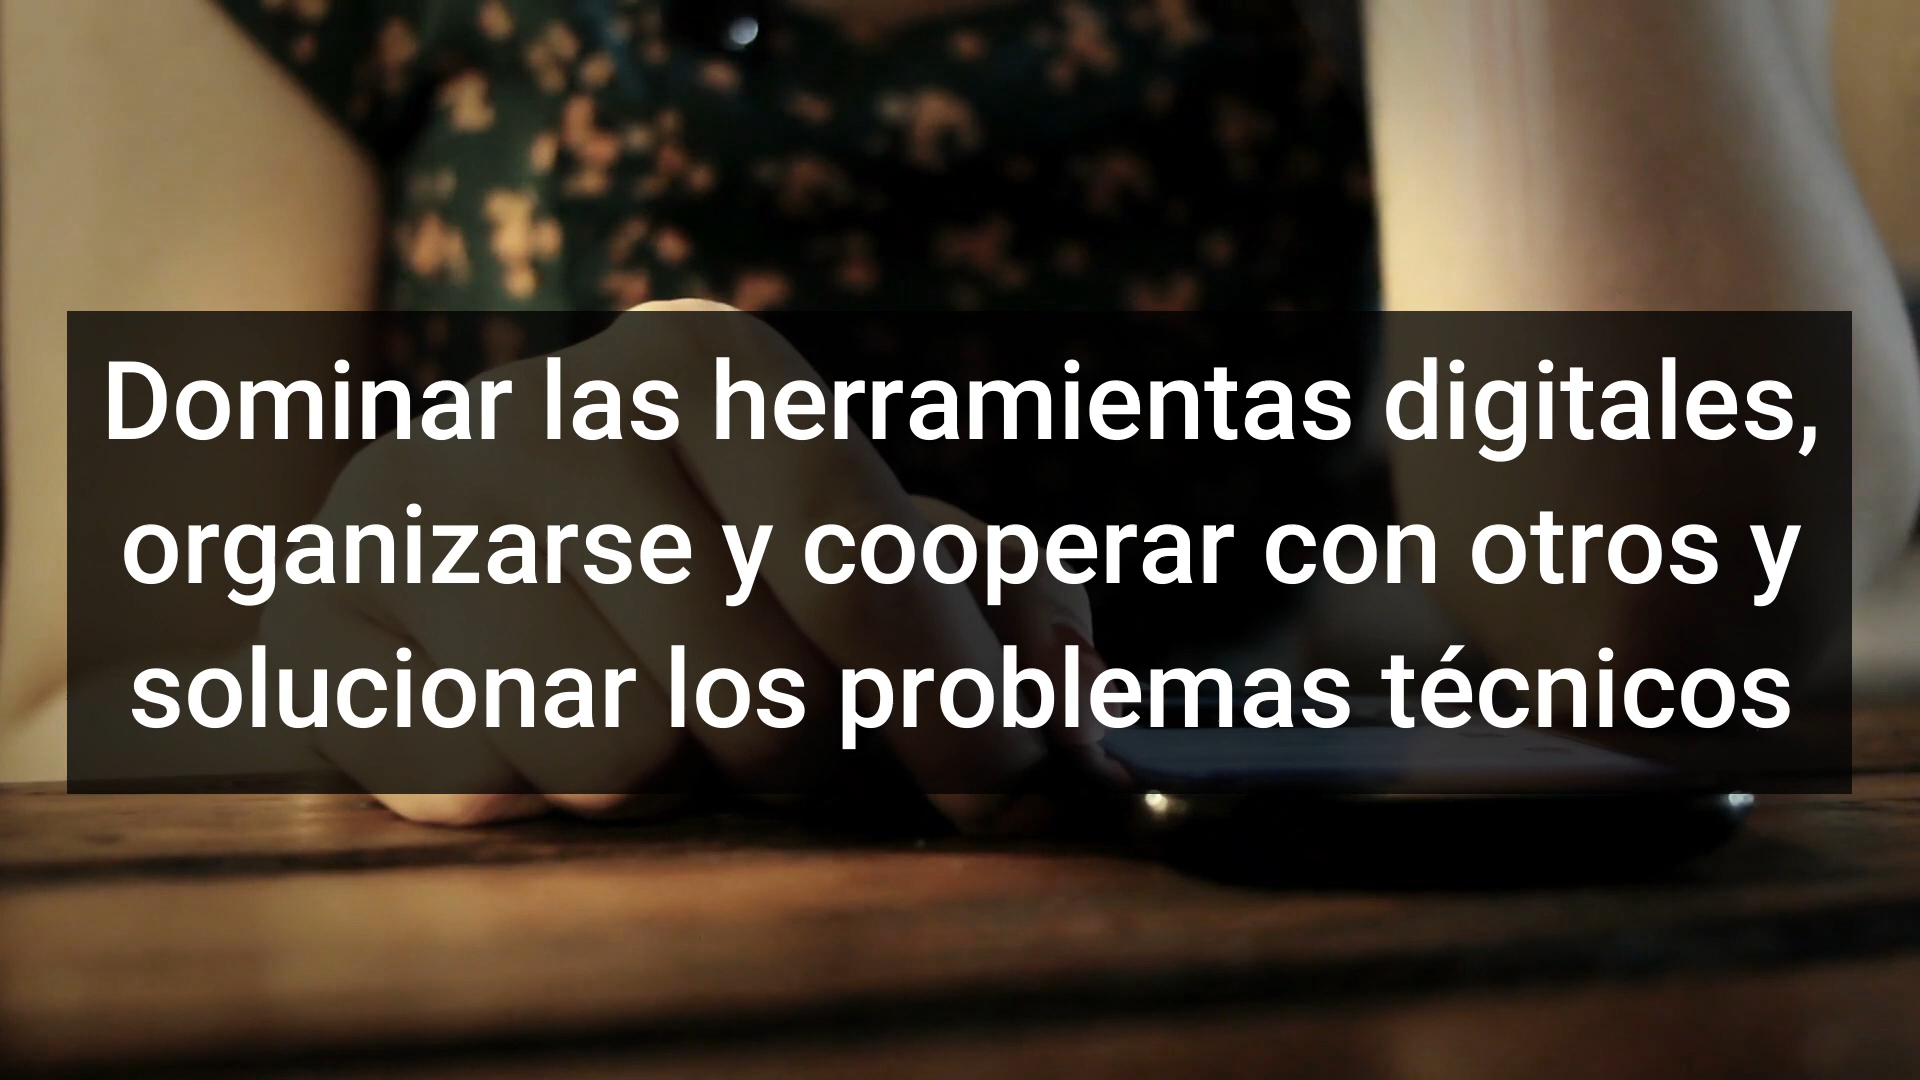 Dominar las herramientas digitales,
organizarse y cooperar con otros y
solucionar los problemas técnicos